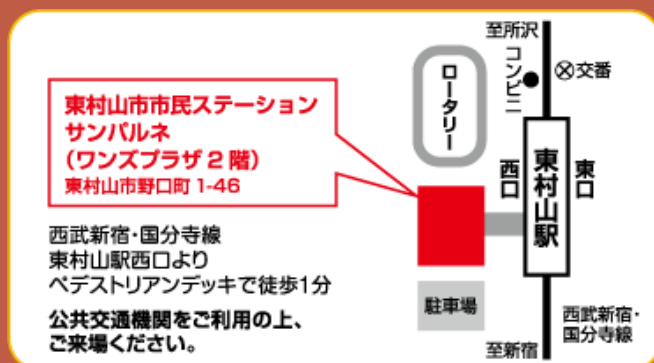 東村山市市民ステーション
サンパルネ
(ワンズプラザ2階)
東村山市野口町1-46
西武新宿・国分寺線
東村山駅西口より
ペデストリアンデッキで徒歩1分
公共交通機関をご利用の上、
ご来場ください。
至所沢
コンビニ
交番
ロータリー
西口
東村山駅
東口
駐車場
西武新宿・
国分寺線
至新宿